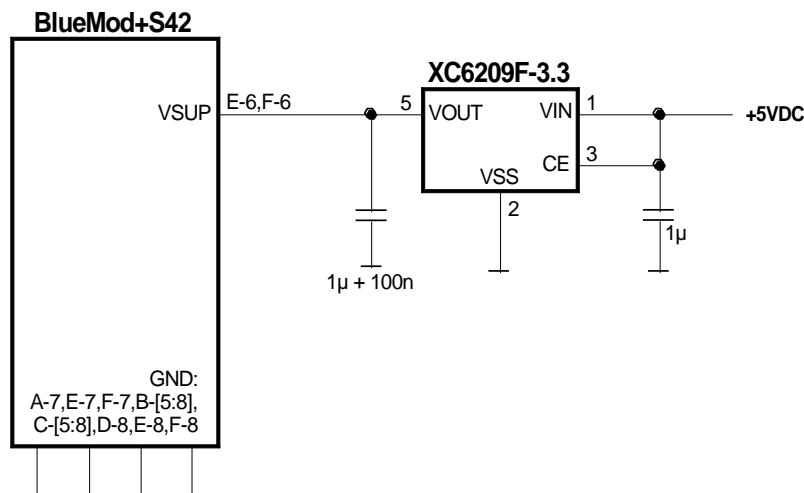 BlueMod+S42
XC6209F-3.3
VSUP
E-6,F-6
5
VOUT
VIN
1
+5VDC
CE
3
VSS
2
1µ
1µ + 100n
GND:
A-7,E-7,F-7,B-[5:8],
C-[5:8],D-8,E-8,F-8